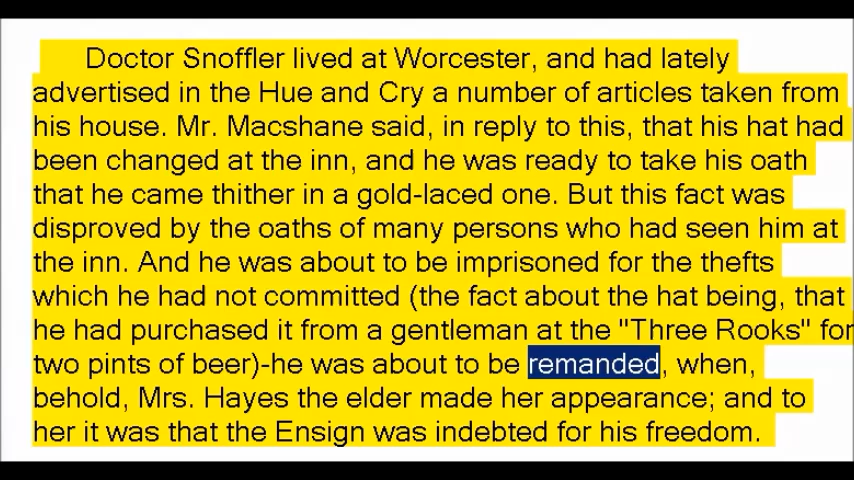 Doctor Snoffler lived at Worcester, and had lately
advertised in the Hue and Cry a number of articles taken from
his house. Mr. Macshane said, in reply to this, that his hat had
been changed at the inn, and he was ready to take his oath
that he came thither in a gold-laced one. But this fact was
disproved by the oaths of many persons who had seen him at
the inn. And he was about to be imprisoned for the thefts
which he had not committed (the fact about the hat being, that
he had purchased it from a gentleman at the "Three Rooks" for
two pints of beer)-he was about to be remanded, when,
behold, Mrs. Hayes the elder made her appearance; and to
her it was that the Ensign was indebted for his freedom.